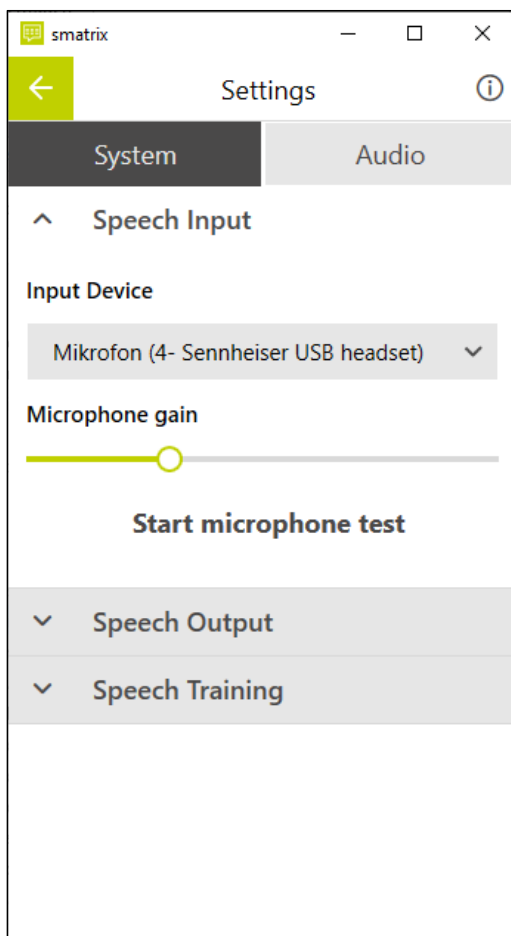 smatrix
Settings
System Audio
Speech Input
Input Device
Mikrofon (4- Sennheiser USB headset)
Microphone gain
Start microphone test
Speech Output
Speech Training